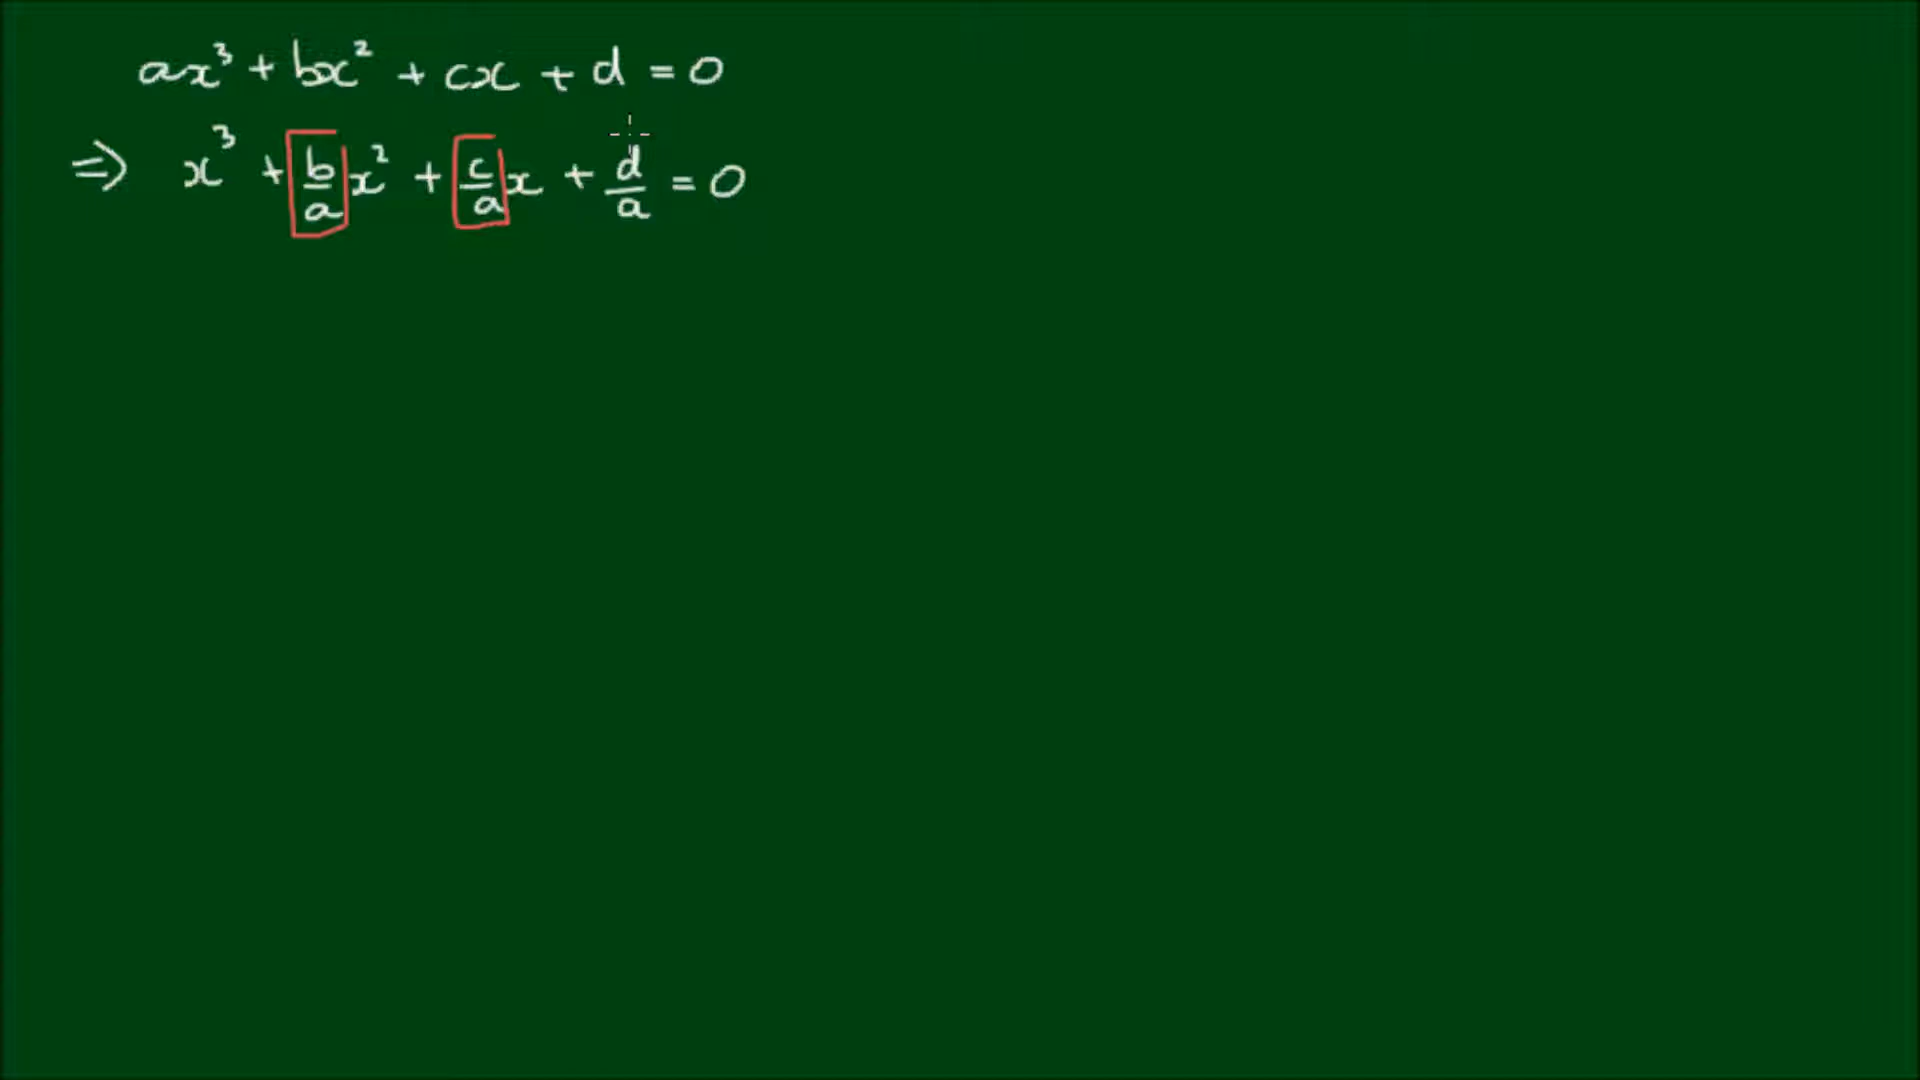 ax³ + bx² + cx + d = 0
⇒ x³ + b/a x² + c/a x + d/a = 0